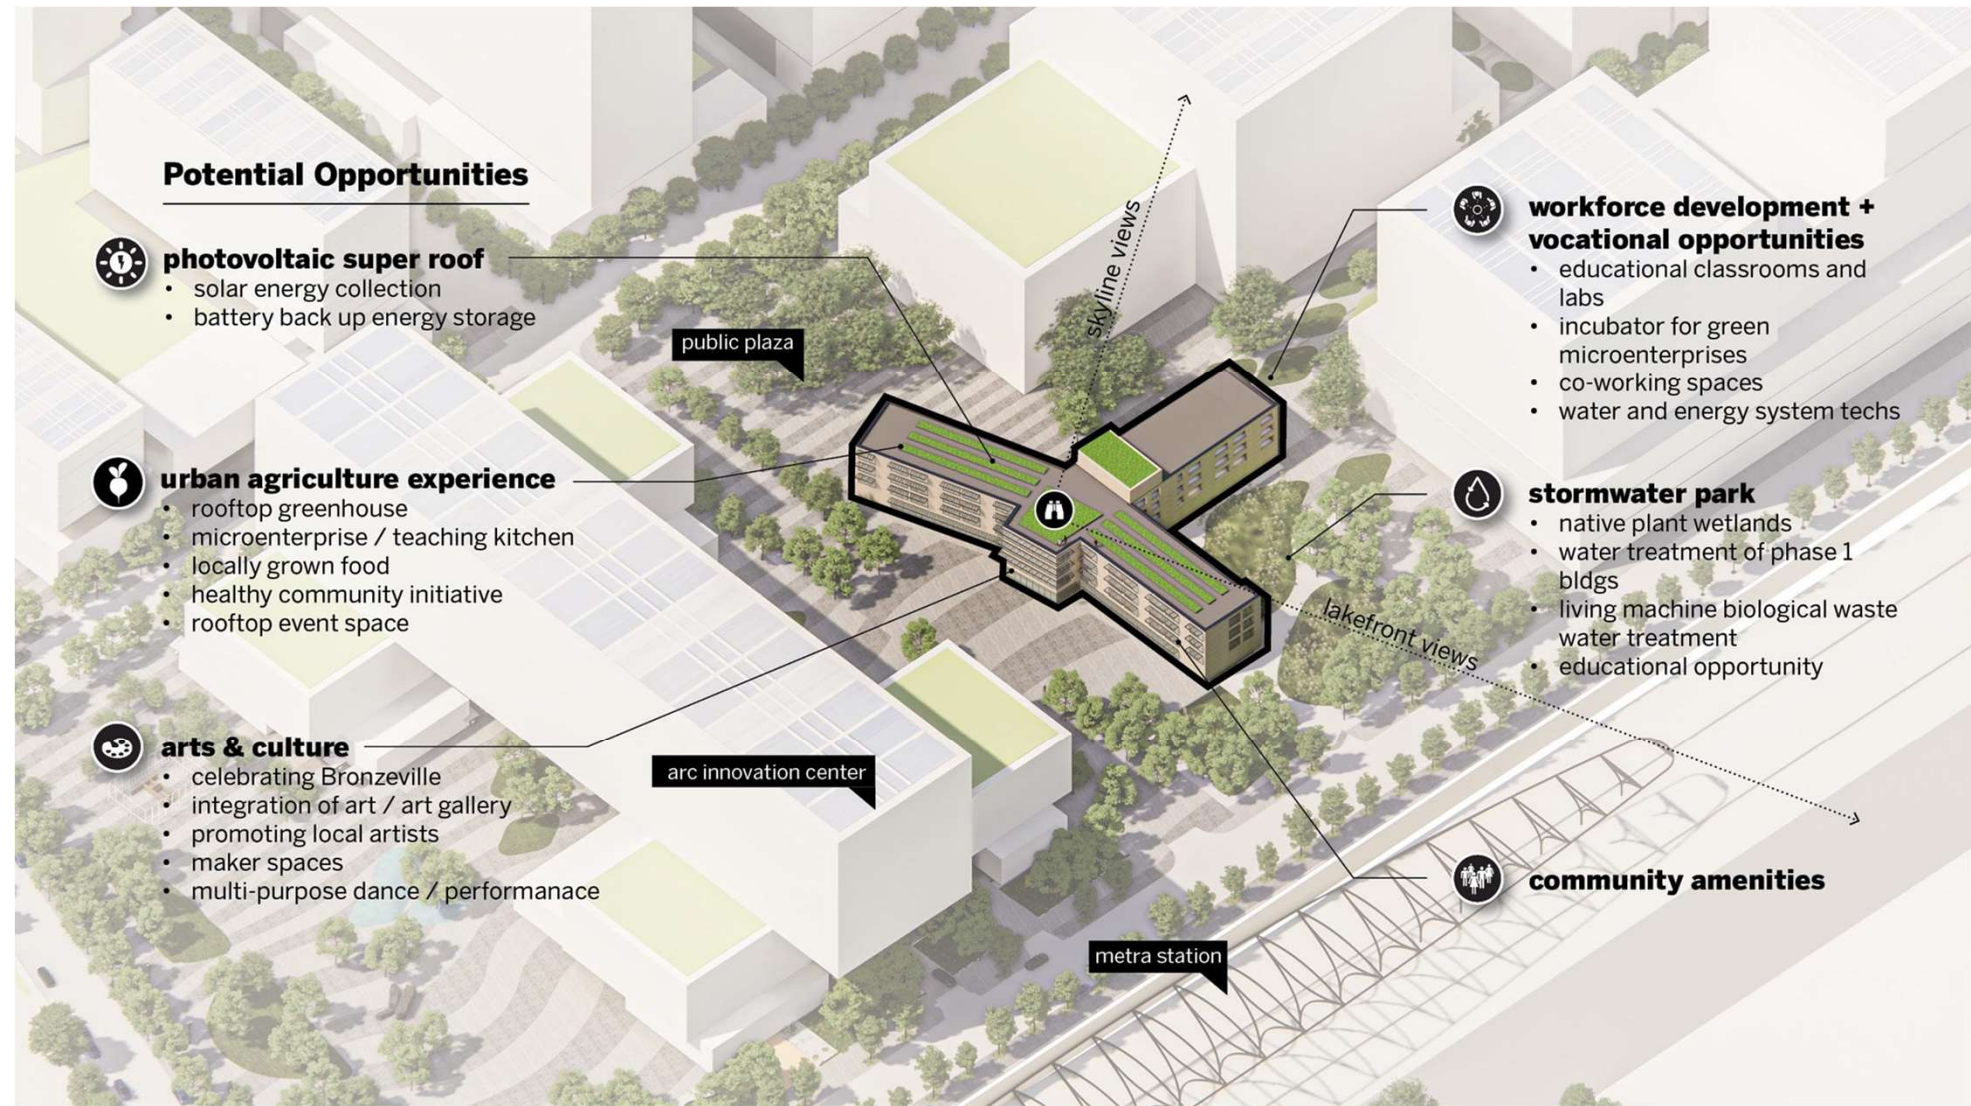 Potential Opportunities
photovoltaic super roof
• solar energy collection
• battery back up energy storage
urban agriculture experience
• rooftop greenhouse
• microenterprise / teaching kitchen
• locally grown food
• healthy community initiative
• rooftop event space
arts & culture
• celebrating Bronzeville
• integration of art / art gallery
• promoting local artists
• maker spaces
• multi-purpose dance / performanace
public plaza
skyline views
arc innovation center
lakefront views
metra station
workforce development +
vocational opportunities
• educational classrooms and
labs
• incubator for green
microenterprises
• co-working spaces
• water and energy system techs
stormwater park
• native plant wetlands
• water treatment of phase 1
bldgs
• living machine biological waste
water treatment
• educational opportunity
community amenities